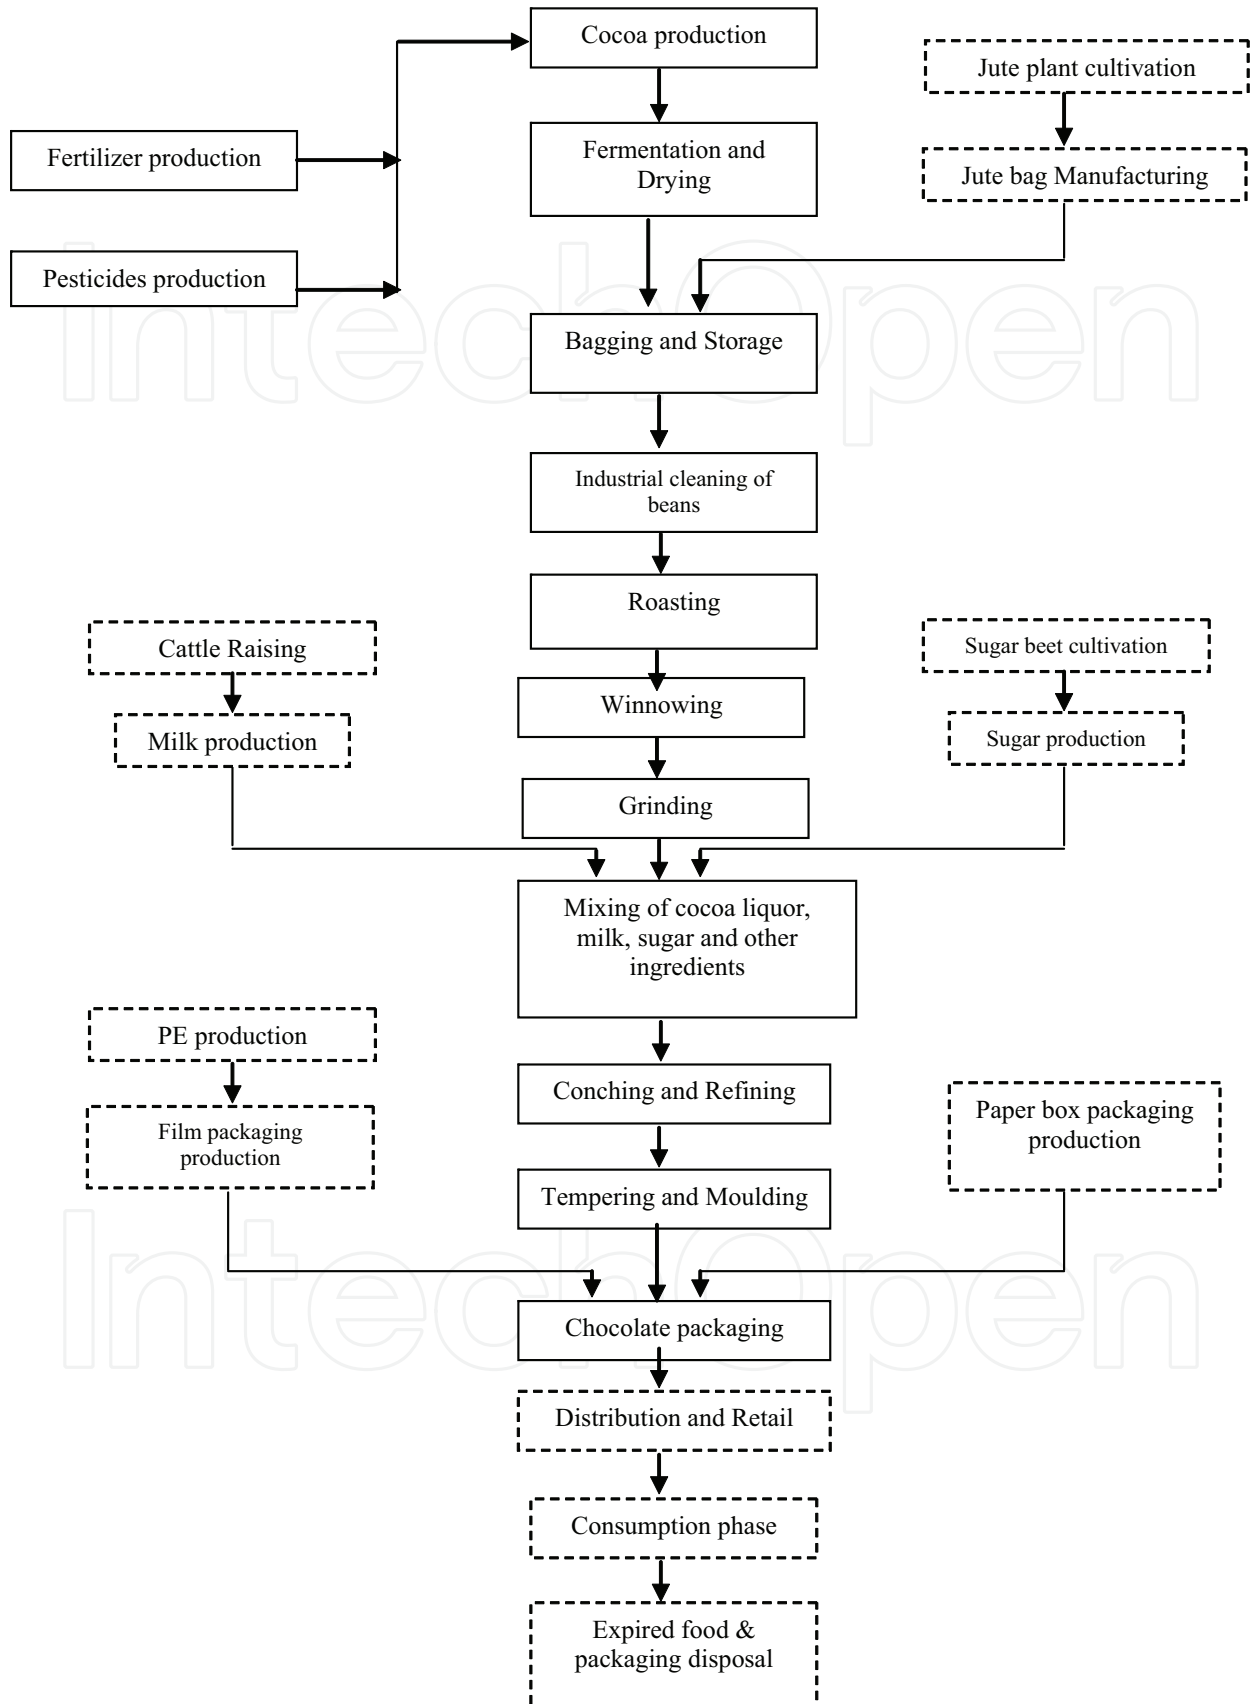 Cocoa production
Jute plant cultivation
Fertilizer production
Fermentation and
Drying
Jute bag Manufacturing
Pesticides production
Bagging and Storage
Industrial cleaning of
beans
Roasting
Cattle Raising
Sugar beet cultivation
Winnowing
Milk production
Sugar production
Grinding
Mixing of cocoa liquor,
milk, sugar and other
ingredients
PE production
Conching and Refining
Paper box packaging
production
Film packaging
production
Tempering and Moulding
Chocolate packaging
Distribution and Retail
Consumption phase
Expired food &
packaging disposal
IntechOpen
IntechOpen